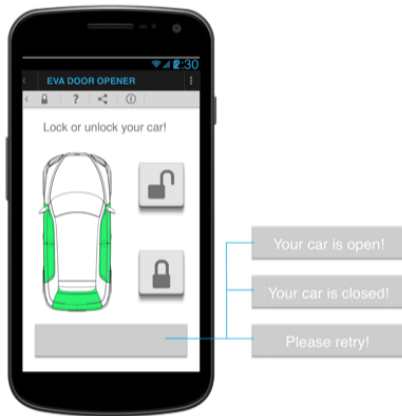 2:30
EVA DOOR OPENER
?
Lock or unlock your car!
Your car is open!
Your car is closed!
Please retry!